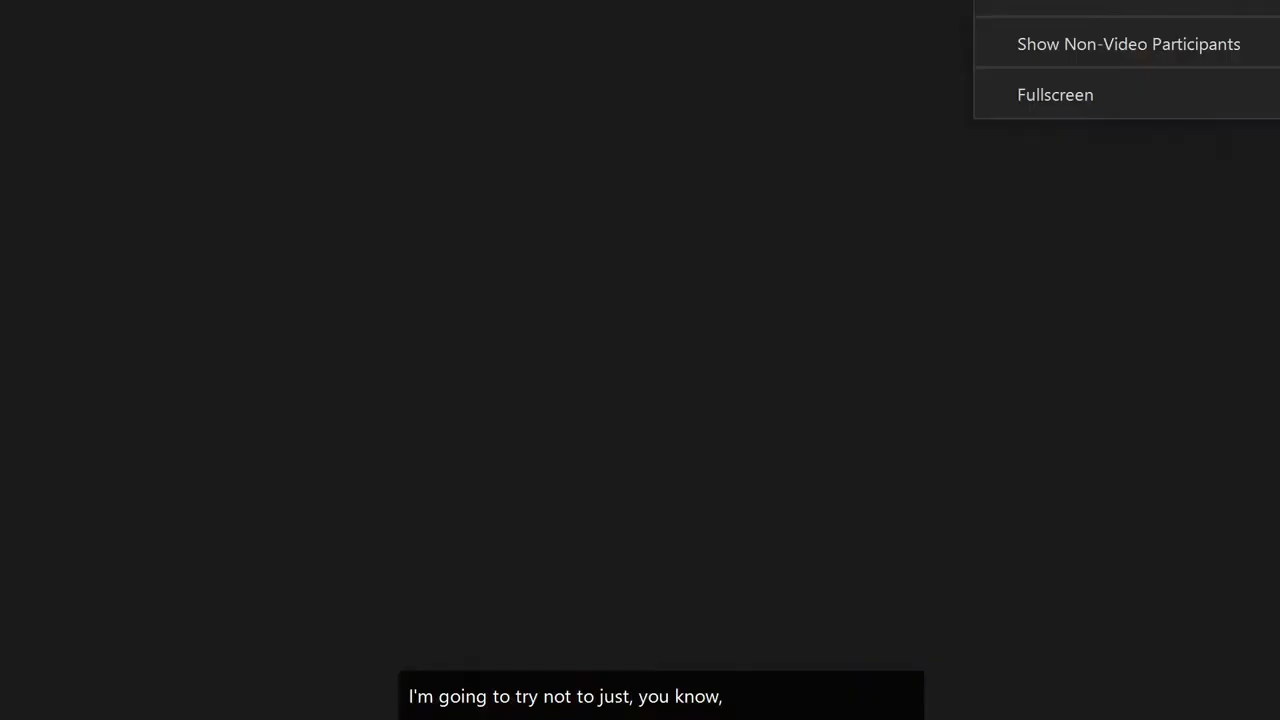 Show Non-Video Participants
Fullscreen
I'm going to try not to just, you know,